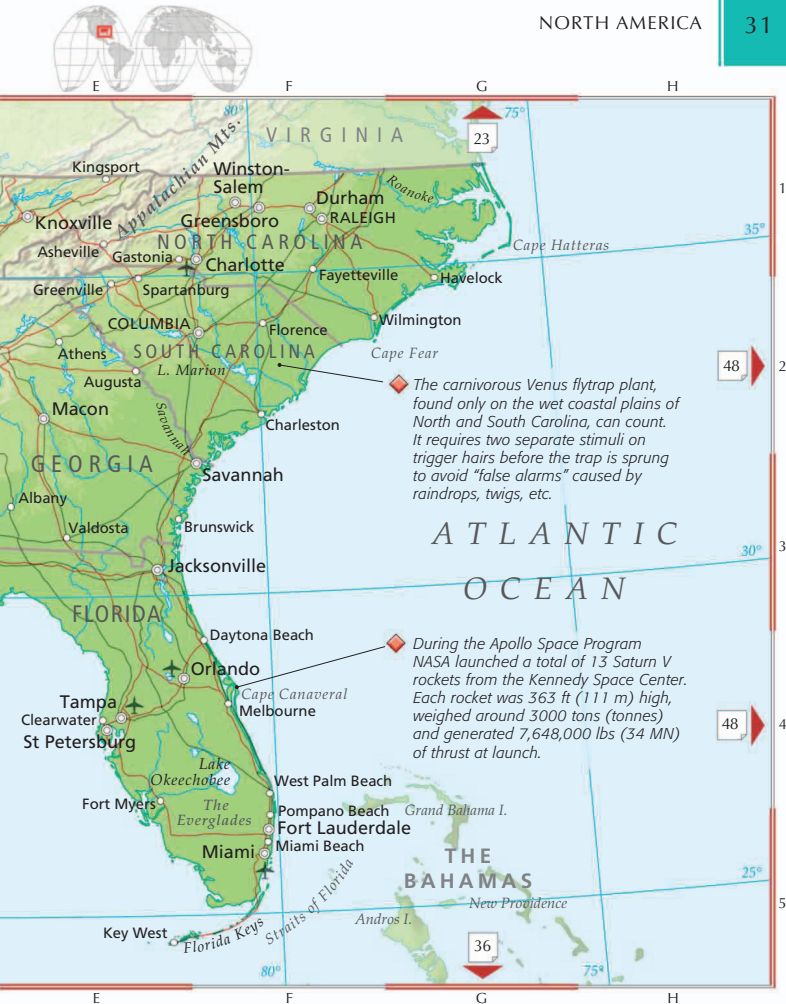 NORTH AMERICA 31
E F G H
80° 75°
VIRGINIA
23
Kingsport
Appalachian Mts.
Winston-
Salem
Durham
Roanoke
1
Knoxville
Greensboro
RALEIGH
35°
Asheville
Gastonia
NORTH CAROLINA
Cape Hatteras
Charlotte
Fayetteville
Havelock
Greenville
Spartanburg
COLUMBIA
Florence
Wilmington
Athens
SOUTH CAROLINA
Cape Fear
48
2
L. Marion
Augusta
The carnivorous Venus flytrap plant,
found only on the wet coastal plains of
North and South Carolina, can count.
It requires two separate stimuli on
trigger hairs before the trap is sprung
to avoid “false alarms” caused by
raindrops, twigs, etc.
Macon
Savannah
Charleston
GEORGIA
Savannah
Albany
Valdosta
Brunswick
ATLANTIC
OCEAN
30°
3
Jacksonville
FLORIDA
Daytona Beach
During the Apollo Space Program
NASA launched a total of 13 Saturn V
rockets from the Kennedy Space Center.
Each rocket was 363 ft (111 m) high,
weighed around 3000 tons (tonnes)
and generated 7,648,000 lbs (34 MN)
of thrust at launch.
Orlando
Cape Canaveral
Tampa
Melbourne
Clearwater
48
4
St Petersburg
Lake
Okeechobee
West Palm Beach
Fort Myers
The
Everglades
Pompano Beach
Grand Bahama I.
Fort Lauderdale
Miami Beach
Miami
THE
BAHAMAS
25°
New Providence
5
Straits of Florida
Andros I.
Key West
Florida Keys
36
80° 75°
E F G H